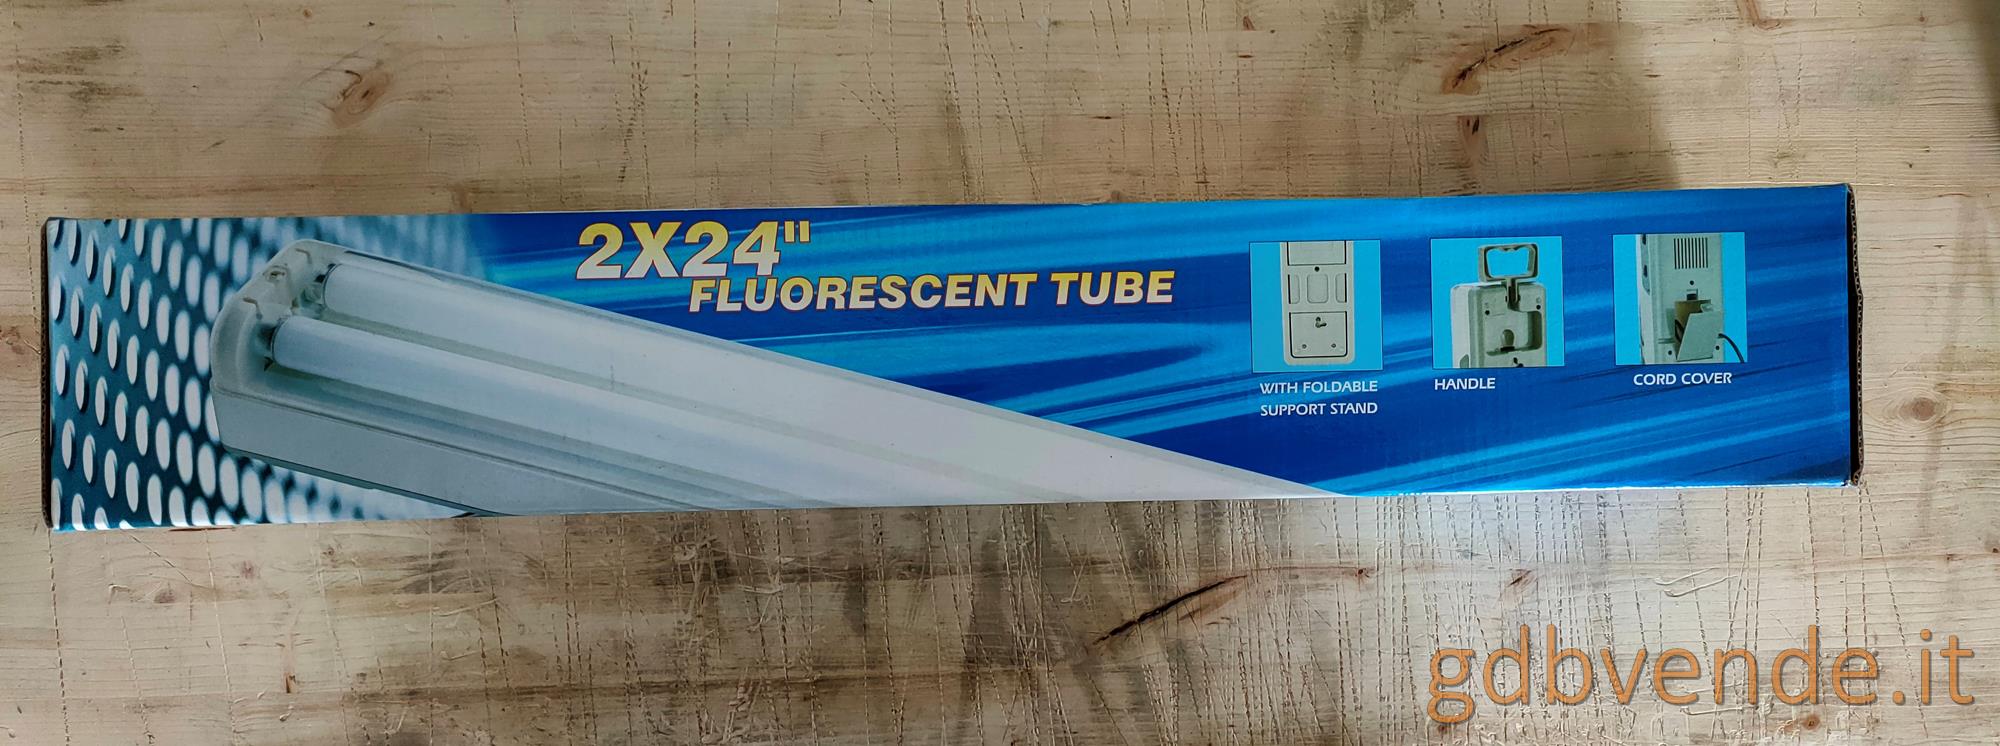 2X24"
FLUORESCENT TUBE
WITH FOLDABLE
SUPPORT STAND
HANDLE
CORD COVER
gdbvende.it